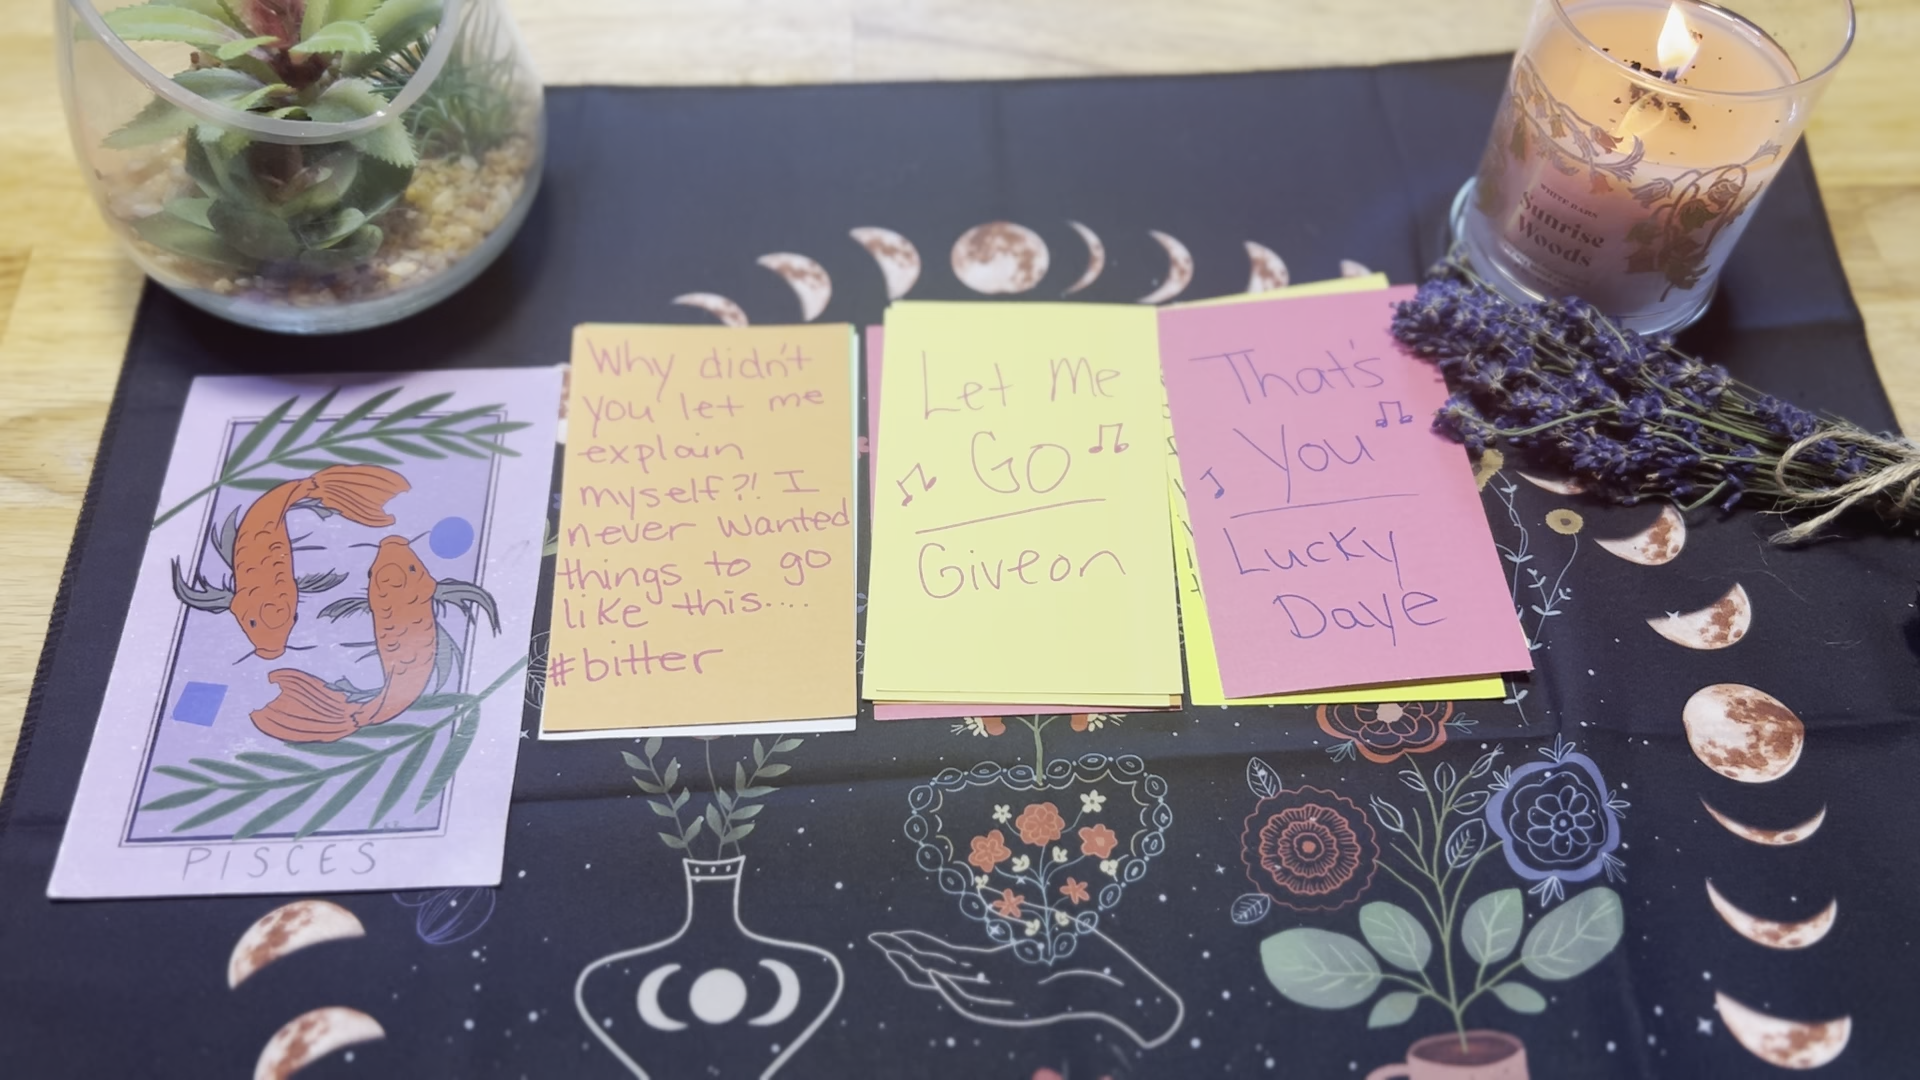 WHITE BARN
Sunrise
Woods
Why didn't
you let me
explain
myself?! I
never wanted
things to go
like this....
#bitter
Let Me
Go
Giveon
That's
You
Lucky
Daye
PISCES